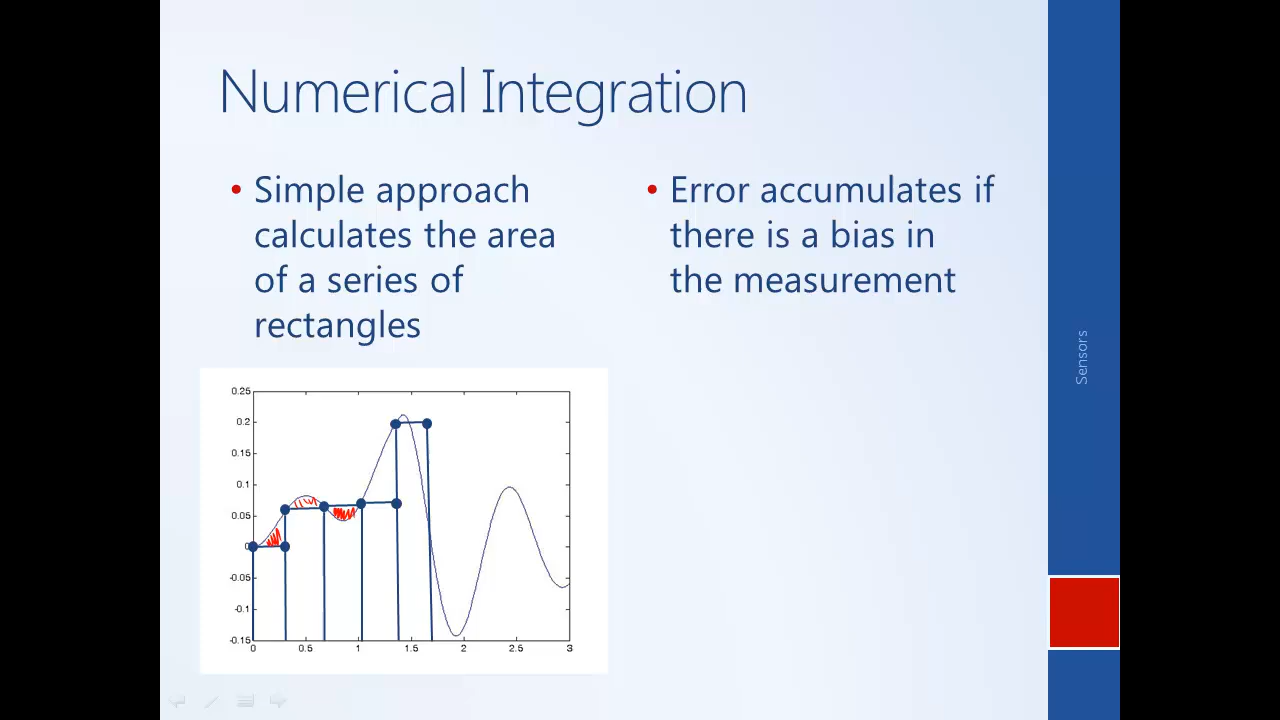 Numerical Integration
• Simple approach
calculates the area
of a series of
rectangles
• Error accumulates if
there is a bias in
the measurement
Sensors
0.25
0.2
0.15
0.1
0.05
0
-0.05
-0.1
-0.15
0 0.5 1 1.5 2 2.5 3